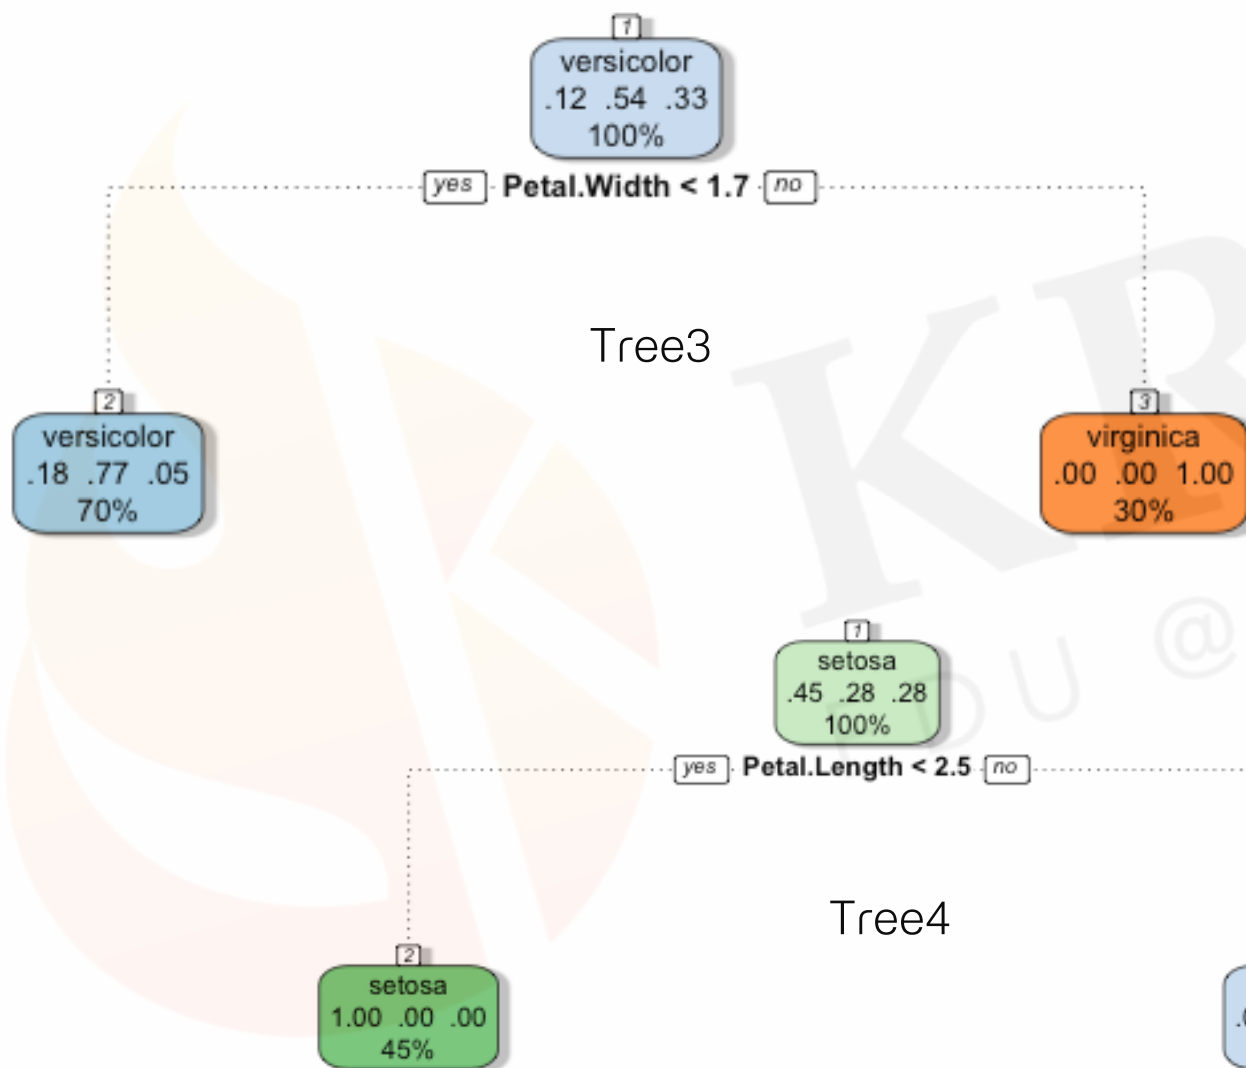 1
versicolor
.12 .54 .33
100%
yes Petal.Width < 1.7 no
Tree3
2
versicolor
.18 .77 .05
70%
3
virginica
.00 .00 1.00
30%
KR
EDU @
1
setosa
.45 .28 .28
100%
yes Petal.Length < 2.5 no
Tree4
2
setosa
1.00 .00 .00
45%